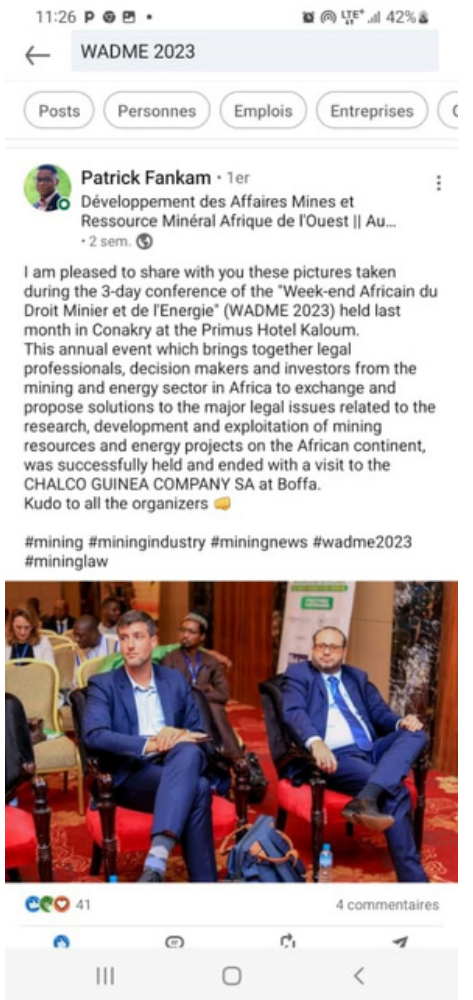 11:26
LTE+ 42%
WADME 2023
Posts
Personnes
Emplois
Entreprises
Patrick Fankam • 1er
Développement des Affaires Mines et
Ressource Minéral Afrique de l'Ouest || Au...
• 2 sem.
I am pleased to share with you these pictures taken
during the 3-day conference of the "Week-end Africain du
Droit Minier et de l'Energie" (WADME 2023) held last
month in Conakry at the Primus Hotel Kaloum.
This annual event which brings together legal
professionals, decision makers and investors from the
mining and energy sector in Africa to exchange and
propose solutions to the major legal issues related to the
research, development and exploitation of mining
resources and energy projects on the African continent,
was successfully held and ended with a visit to the
CHALCO GUINEA COMPANY SA at Boffa.
Kudo to all the organizers 👊
#mining #miningindustry #miningnews #wadme2023
#mininglaw
41
4 commentaires